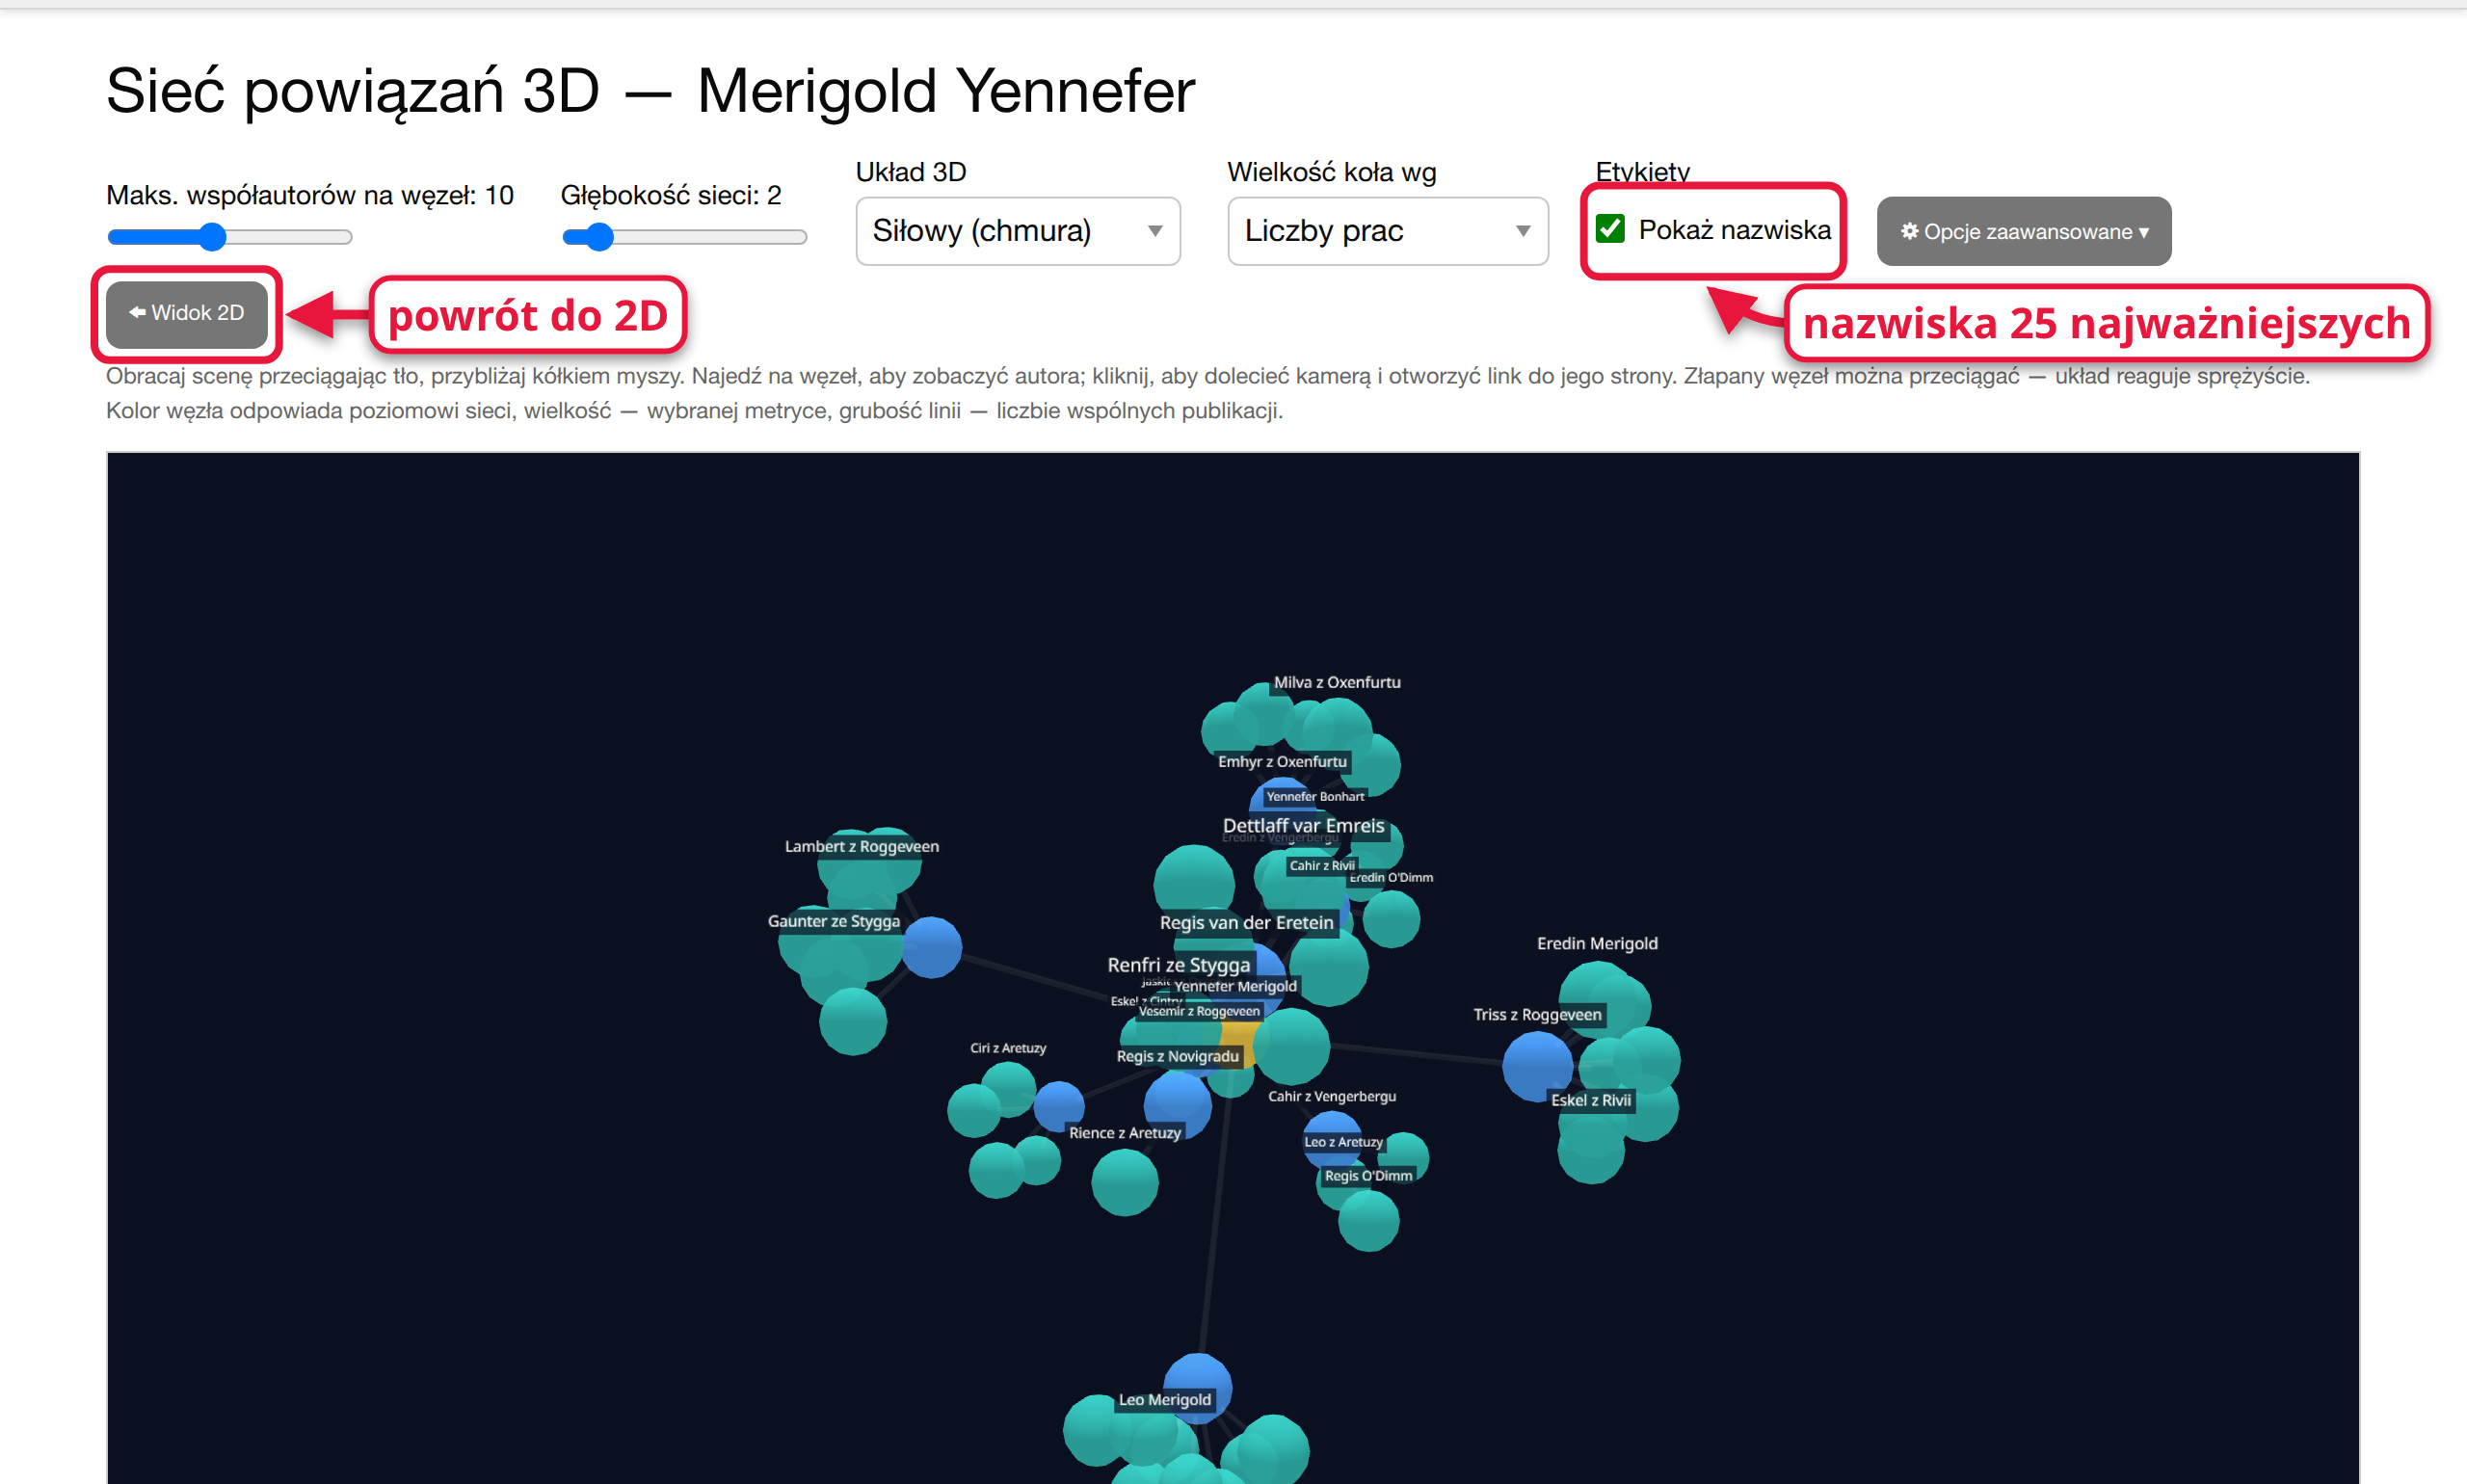 Sieć powiązań 3D — Merigold Yennefer
Maks. współautorów na węzeł: 10
Głębokość sieci: 2
Układ 3D
Siłowy (chmura)
Wielkość koła wg
Liczby prac
Etykiety
Pokaż nazwiska
Opcje zaawansowane ▾
Widok 2D
powrót do 2D
nazwiska 25 najważniejszych
Obracaj scenę przeciągając tło, przybliżaj kółkiem myszy. Najedź na węzeł, aby zobaczyć autora; kliknij, aby dolecieć kamerą i otworzyć link do jego strony. Złapany węzeł można przeciągać — układ reaguje sprężyście.
Kolor węzła odpowiada poziomowi sieci, wielkość — wybranej metryce, grubość linii — liczbie wspólnych publikacji.
Milva z Oxenfurtu
Emhyr z Oxenfurtu
Yennefer Bonhart
Dettlaff var Emreis
Eredin z Vengerbergu
Lambert z Roggeveen
Cahir z Rivii
Eredin O'Dimm
Gaunter ze Stygga
Regis van der Eretein
Eredin Merigold
Renfri ze Stygga
Yennefer Merigold
Eskel z Cintry
Vesemir z Roggeveen
Triss z Roggeveen
Ciri z Aretuzy
Regis z Novigradu
Cahir z Vengerbergu
Eskel z Rivii
Rience z Aretuzy
Leo z Aretuzy
Regis O'Dimm
Leo Merigold